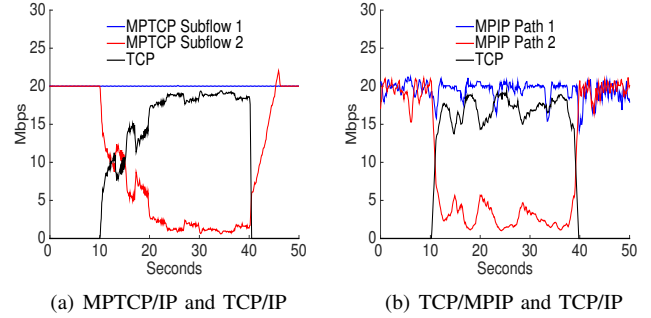 MPTCP Subflow 1
MPTCP Subflow 2
TCP
Mbps
25
20
15
10
5
0
0 10 20 30 40 50
Seconds
(a) MPTCP/IP and TCP/IP
MPIP Path 1
MPIP Path 2
TCP
Mbps
30
25
20
15
10
5
0
0 10 20 30 40 50
Seconds
(b) TCP/MPIP and TCP/IP